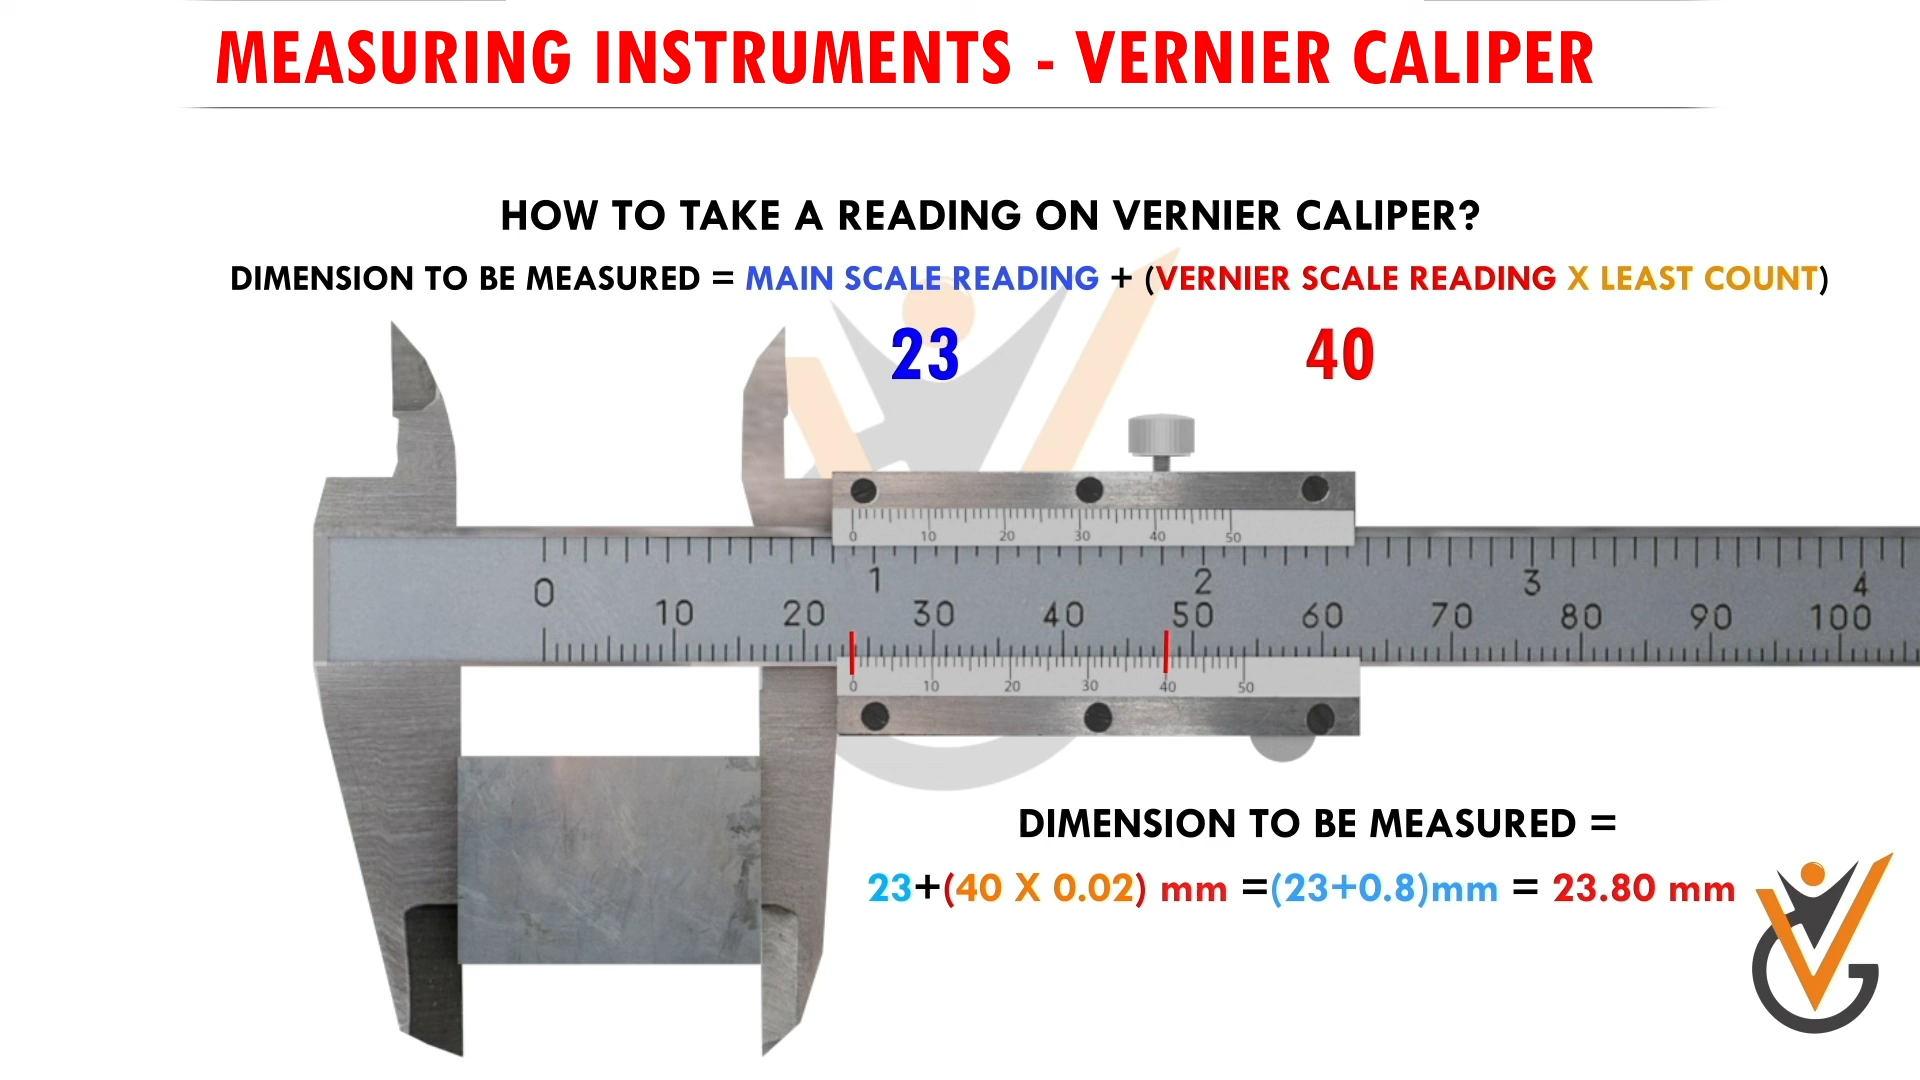 MEASURING INSTRUMENTS - VERNIER CALIPER
HOW TO TAKE A READING ON VERNIER CALIPER?
DIMENSION TO BE MEASURED = MAIN SCALE READING + (VERNIER SCALE READING X LEAST COUNT)
23 40
0 10 20 30 40 50
0 1 2 3 4
10 20 30 40 50 60 70 80 90 100
0 10 20 30 40 50
DIMENSION TO BE MEASURED =
23+(40 X 0.02) mm =(23+0.8)mm = 23.80 mm